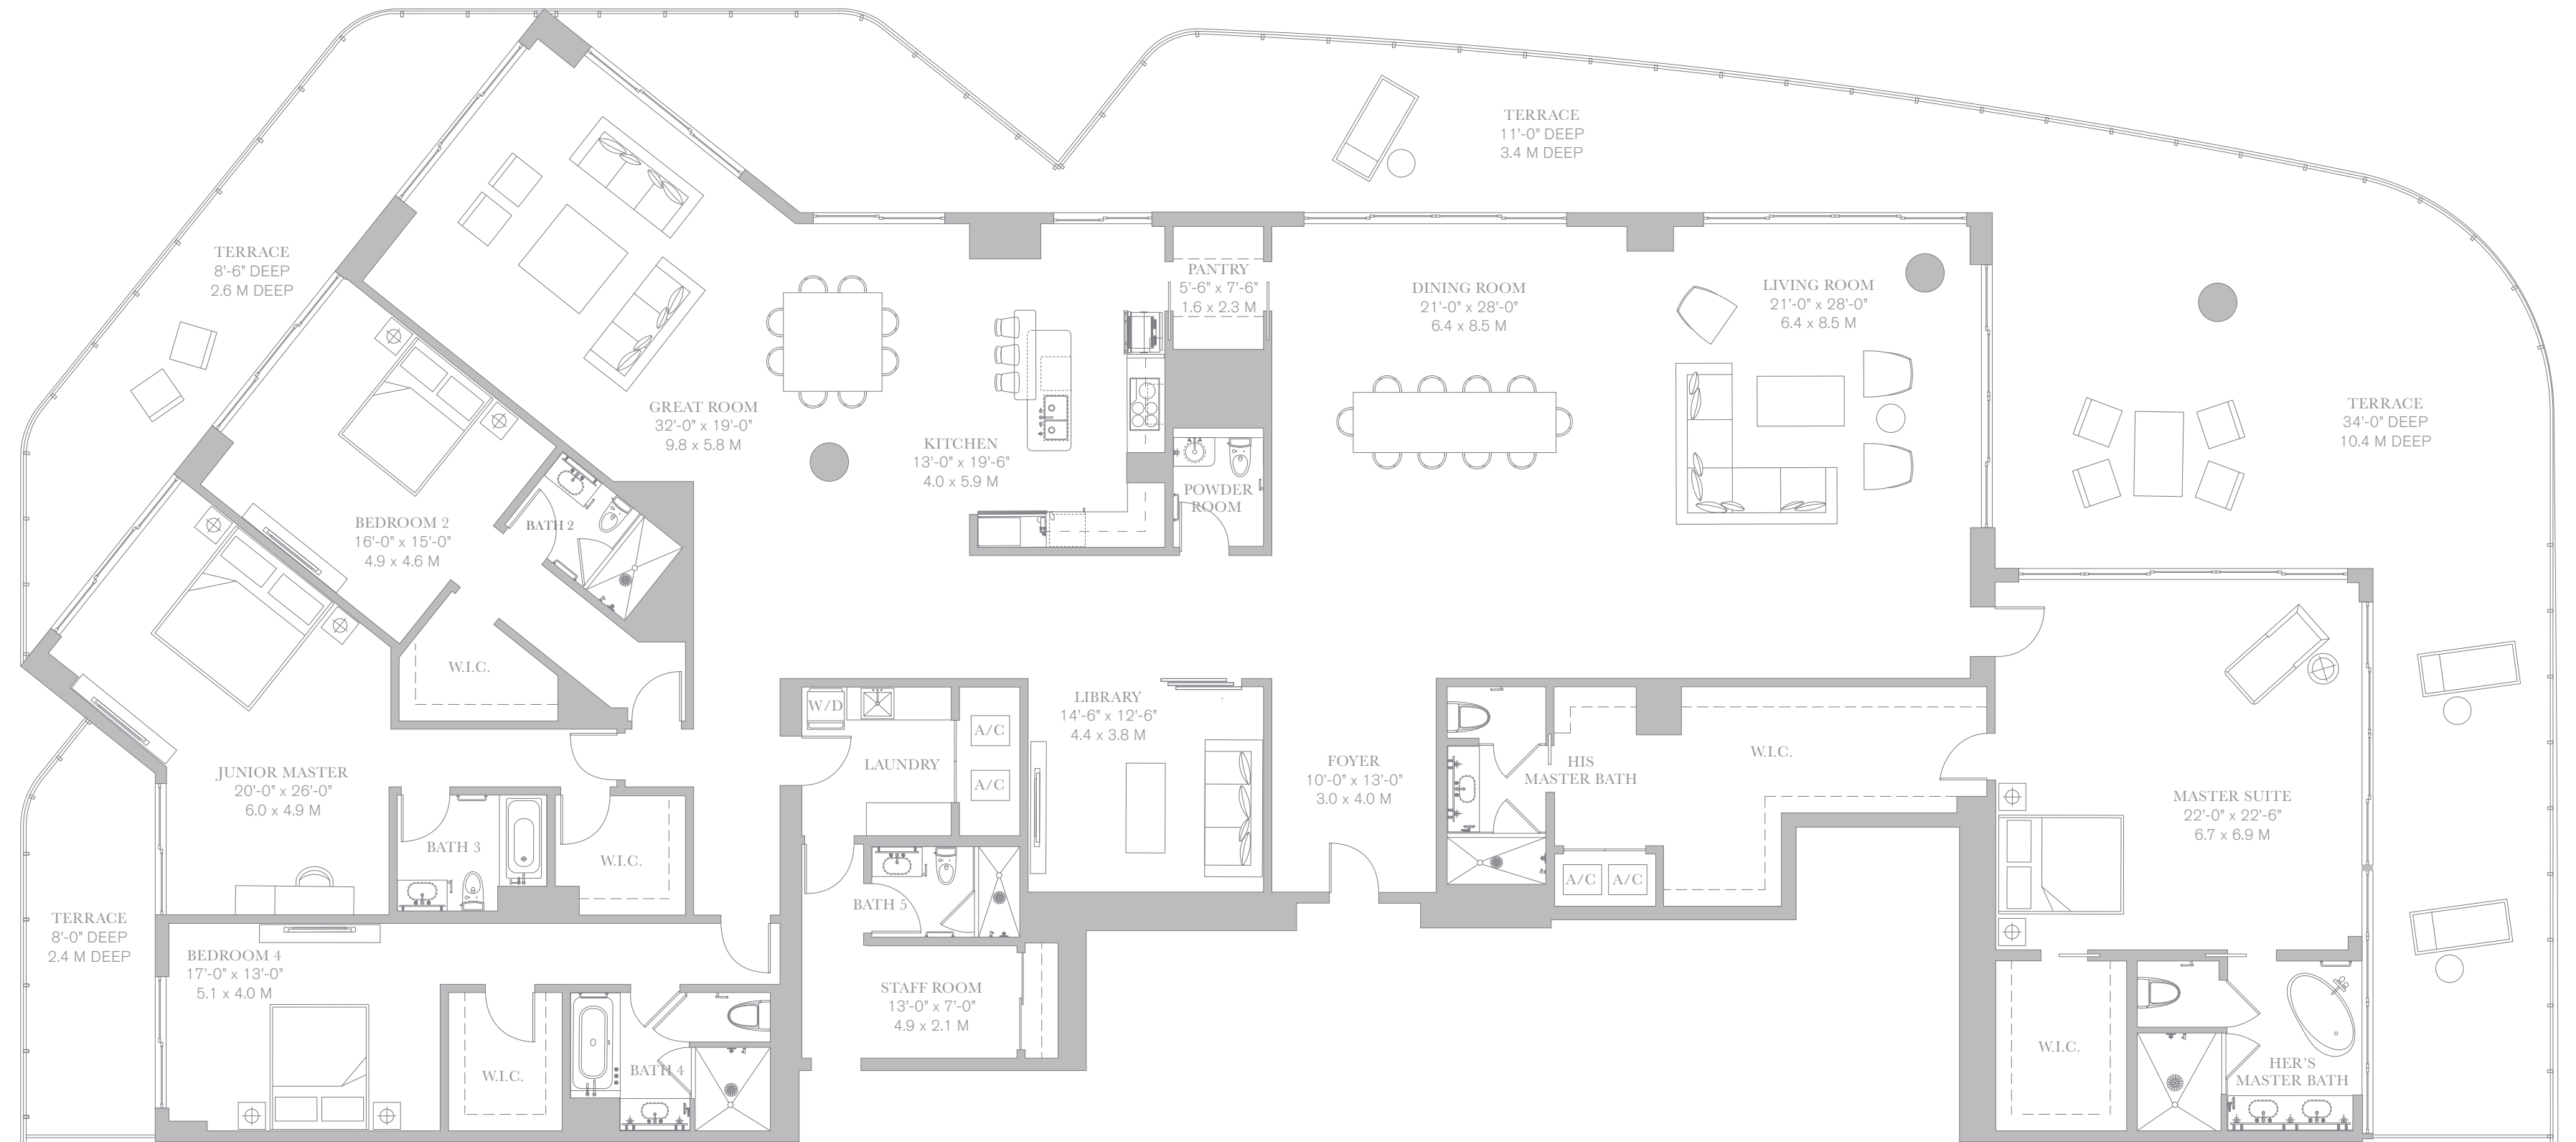 TERRACE
11'-0" DEEP
3.4 M DEEP
TERRACE
8'-6" DEEP
2.6 M DEEP
PANTRY
5'-6" x 7'-6"
1.6 x 2.3 M
DINING ROOM
21'-0" x 28'-0"
6.4 x 8.5 M
LIVING ROOM
21'-0" x 28'-0"
6.4 x 8.5 M
GREAT ROOM
32'-0" x 19'-0"
9.8 x 5.8 M
KITCHEN
13'-0" x 19'-6"
4.0 x 5.9 M
TERRACE
34'-0" DEEP
10.4 M DEEP
POWDER
ROOM
BEDROOM 2
16'-0" x 15'-0"
4.9 x 4.6 M
BATH 2
W.I.C.
W/D
A/C
A/C
LAUNDRY
LIBRARY
14'-6" x 12'-6"
4.4 x 3.8 M
FOYER
10'-0" x 13'-0"
3.0 x 4.0 M
HIS
MASTER BATH
W.I.C.
A/C
A/C
JUNIOR MASTER
20'-0" x 26'-0"
6.0 x 4.9 M
BATH 3
W.I.C.
MASTER SUITE
22'-0" x 22'-6"
6.7 x 6.9 M
BATH 5
TERRACE
8'-0" DEEP
2.4 M DEEP
BEDROOM 4
17'-0" x 13'-0"
5.1 x 4.0 M
STAFF ROOM
13'-0" x 7'-0"
4.9 x 2.1 M
W.I.C.
BATH 4
W.I.C.
HER'S
MASTER BATH